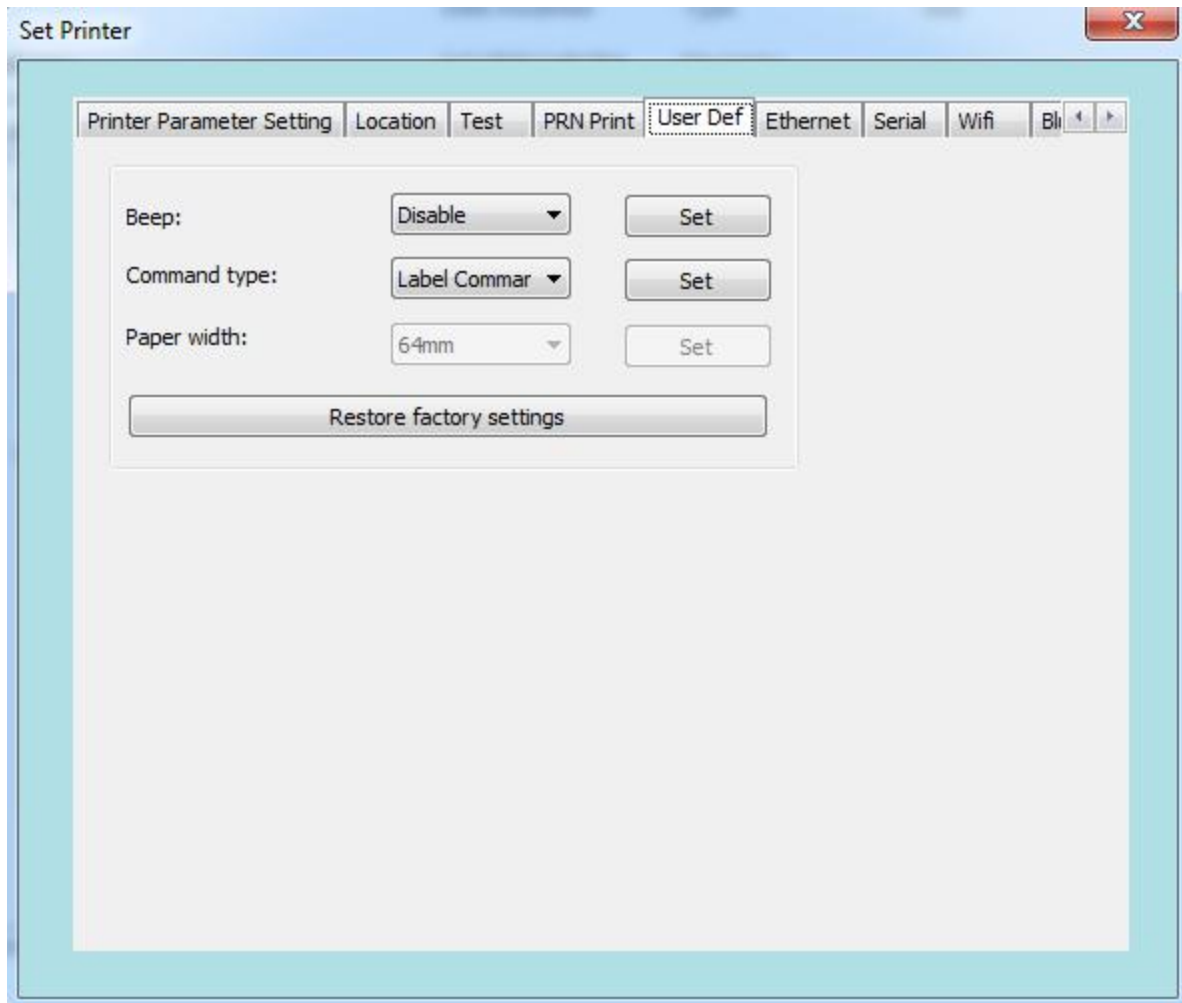 Set Printer
Printer Parameter Setting Location Test PRN Print User Def Ethernet Serial Wifi
Beep: Disable Set
Command type: Label Commar Set
Paper width: 64mm Set
Restore factory settings